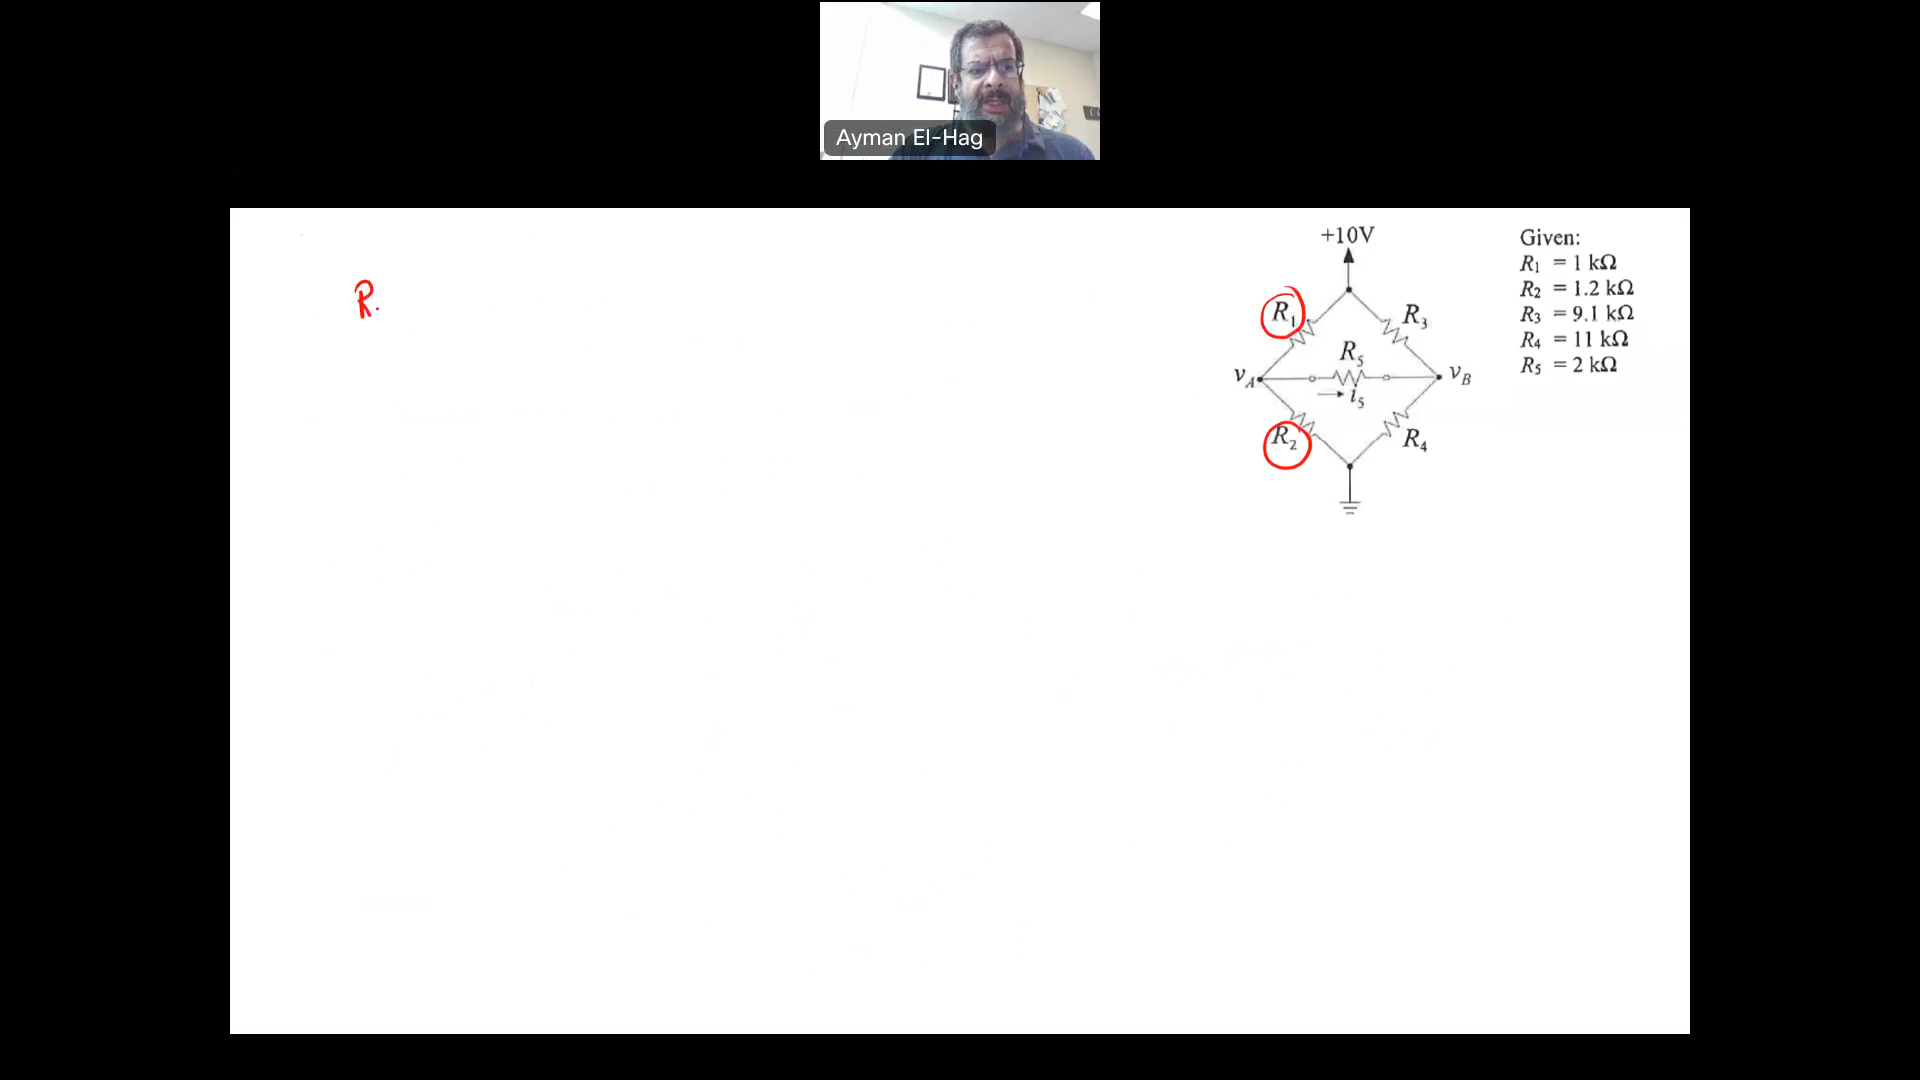 Ayman El-Hag
+10V
Given:
R1 = 1 kΩ
R2 = 1.2 kΩ
R3 = 9.1 kΩ
R4 = 11 kΩ
R5 = 2 kΩ
R.
R1
R3
R5
vA
vB
i5
R2
R4